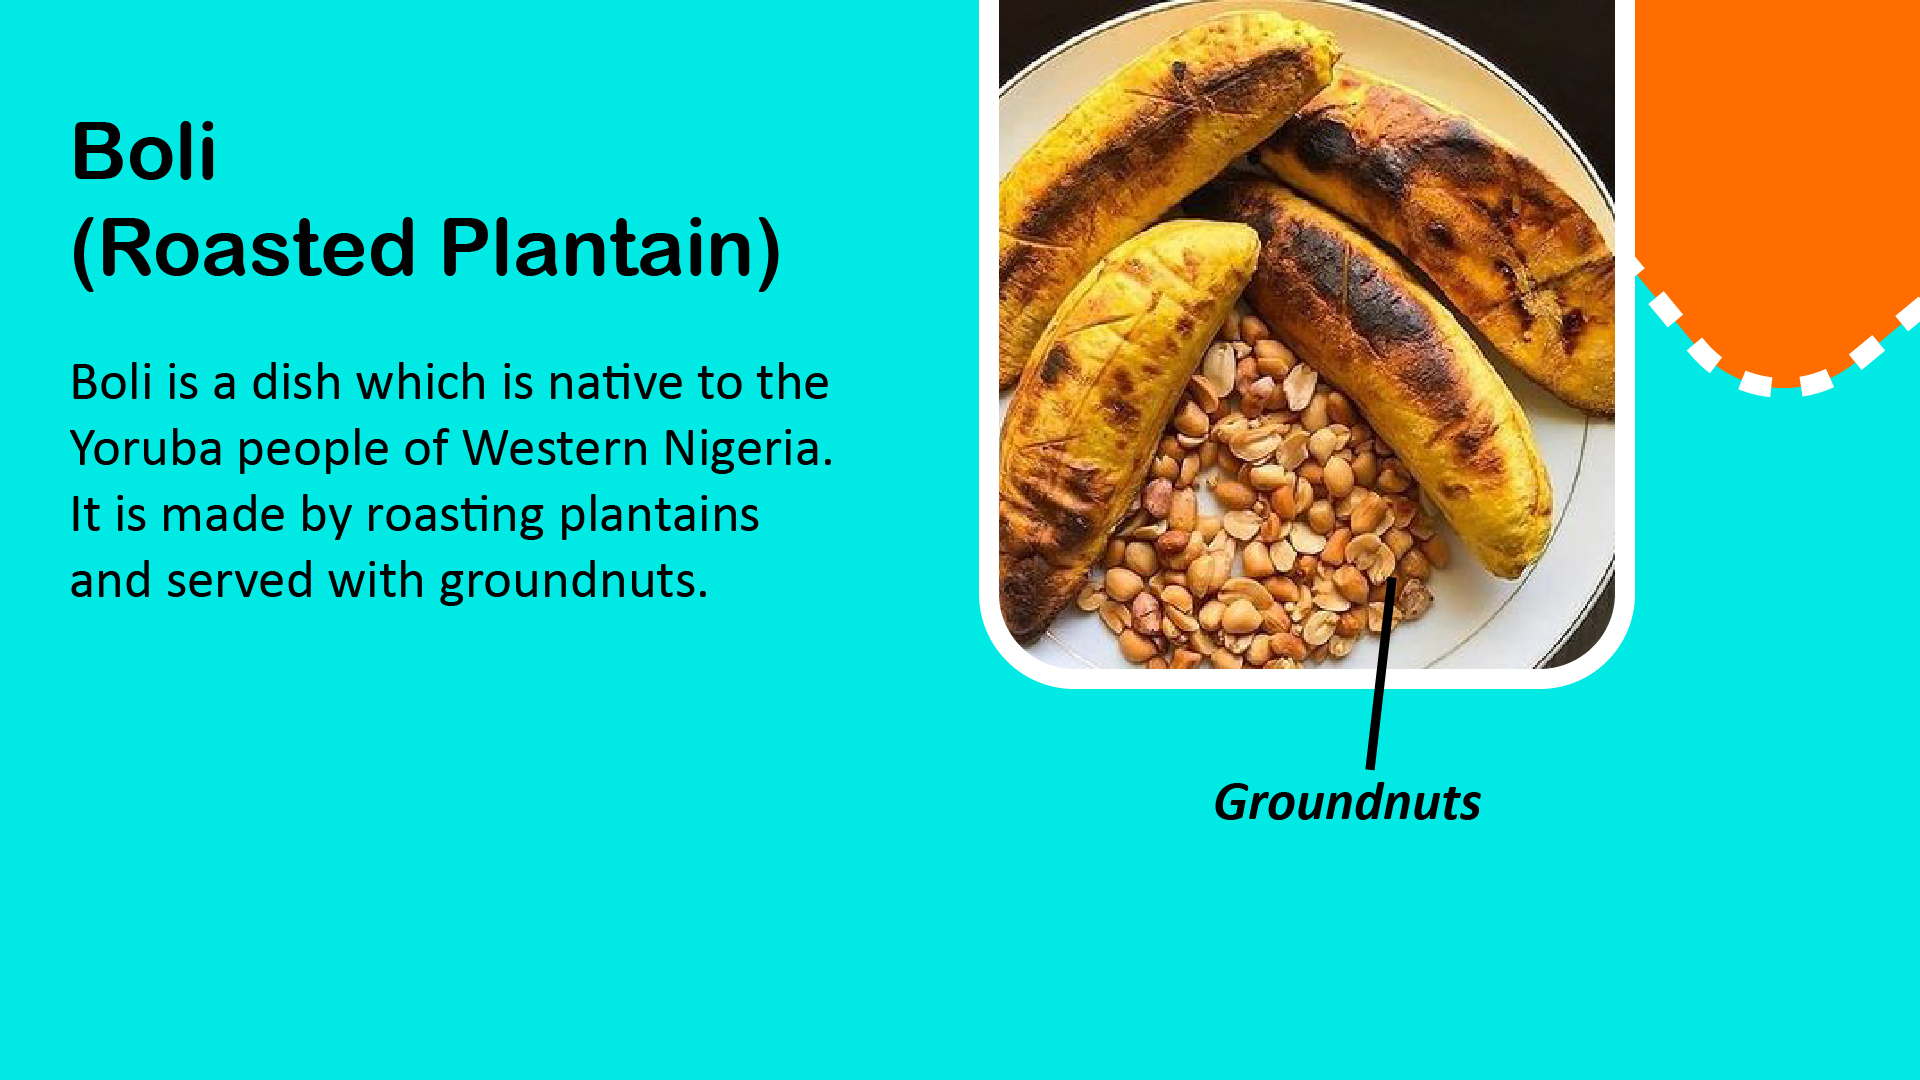 Boli
(Roasted Plantain)
Boli is a dish which is native to the
Yoruba people of Western Nigeria.
It is made by roasting plantains
and served with groundnuts.
Groundnuts